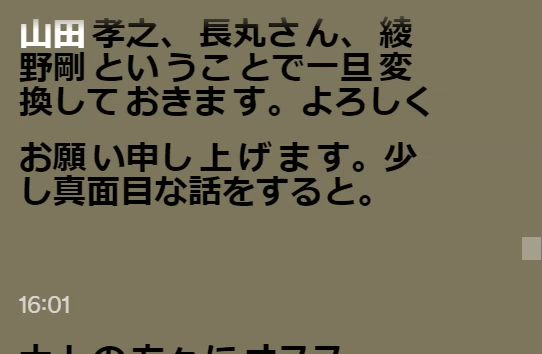 山田 孝之、長丸さん、綾
野剛 ということで一旦 変
換しておきます。よろしく
お願い申し上げます。少
し真面目な話をすると。
16:01